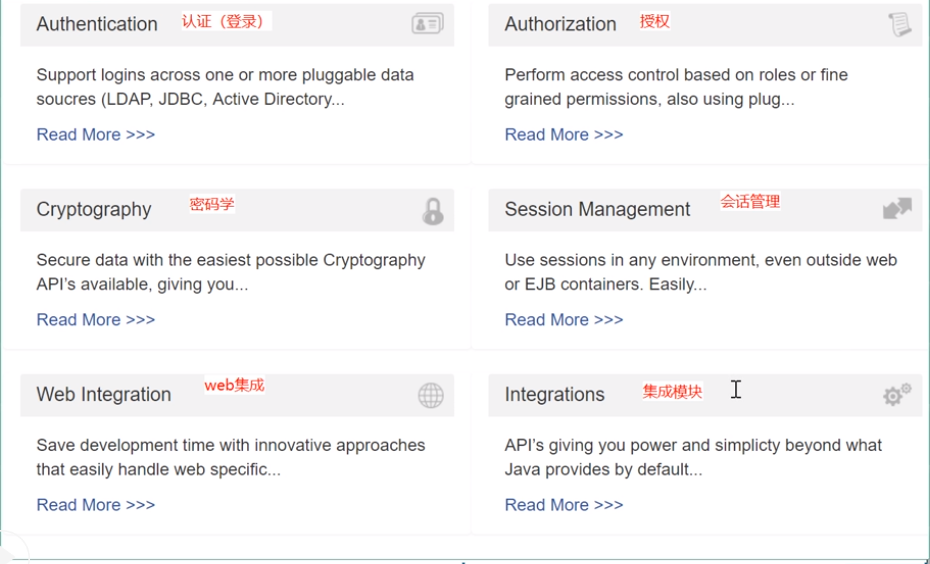 Authentication 认证（登录）
Support logins across one or more pluggable data
soucres (LDAP, JDBC, Active Directory...
Read More >>>
Authorization 授权
Perform access control based on roles or fine
grained permissions, also using plug...
Read More >>>
Cryptography 密码学
Secure data with the easiest possible Cryptography
API's available, giving you...
Read More >>>
Session Management 会话管理
Use sessions in any environment, even outside web
or EJB containers. Easily...
Read More >>>
Web Integration web集成
Save development time with innovative approaches
that easily handle web specific...
Read More >>>
Integrations 集成模块
API's giving you power and simplicty beyond what
Java provides by default...
Read More >>>